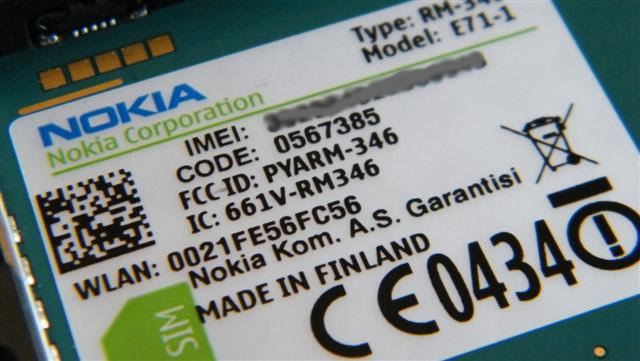 Type: RM-346
Model: E71-1
NOKIA
Nokia Corporation
IMEI:
CODE: 0567385
FCC ID: PYARM-346
IC: 661V-RM346
WLAN: 0021FE56FC56
Nokia Kom. A.S. Garantisi
MADE IN FINLAND
CE0434
SIM